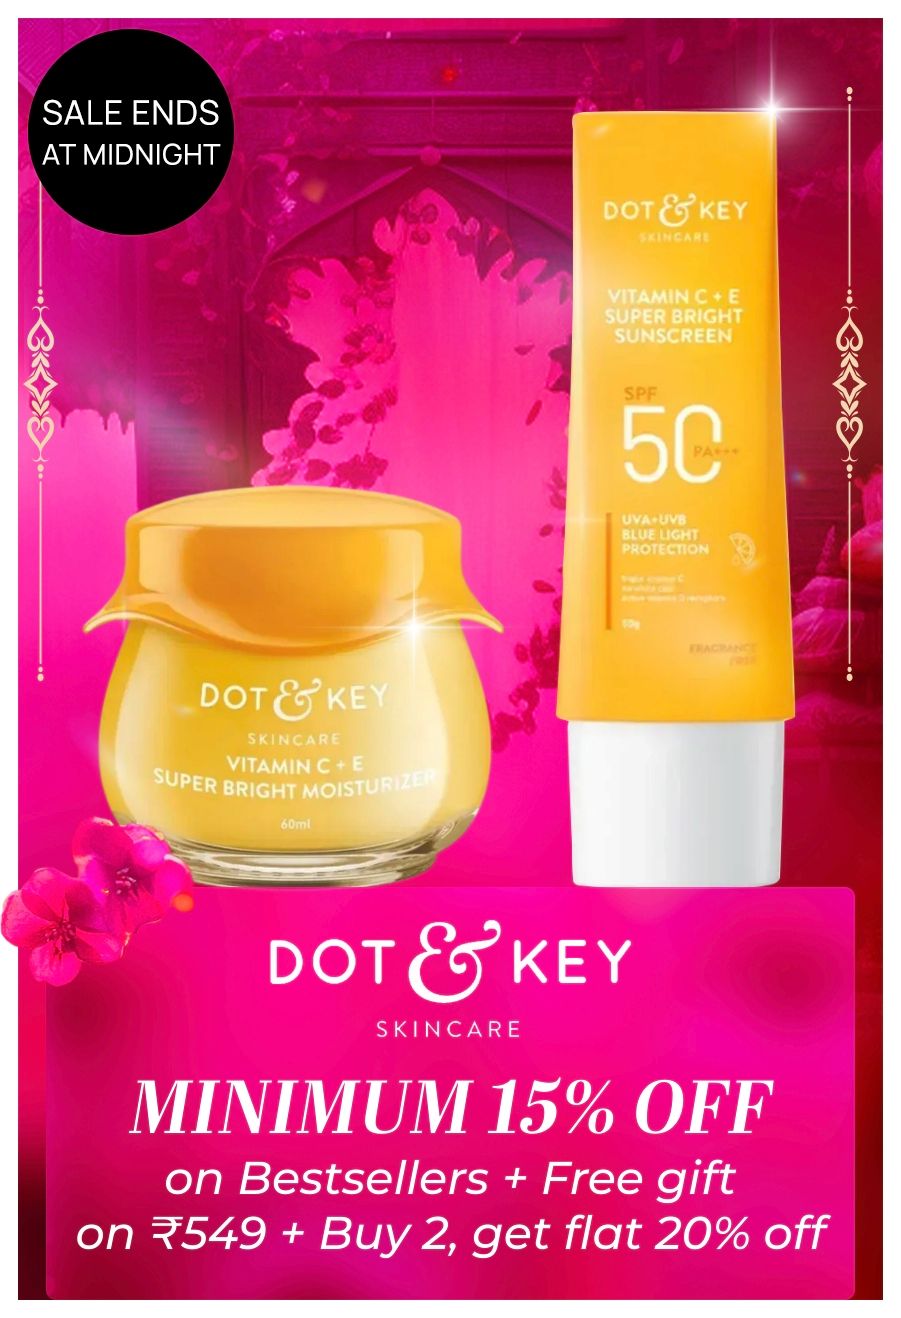 SALE ENDS
AT MIDNIGHT
DOT & KEY
SKINCARE
VITAMIN C + E
SUPER BRIGHT
SUNSCREEN
SPF
50
PA+++
UVA+UVB
BLUE LIGHT
PROTECTION
50g
FRAGRANCE
FREE
DOT & KEY
SKINCARE
VITAMIN C + E
SUPER BRIGHT MOISTURIZER
60ml
DOT & KEY
SKINCARE
MINIMUM 15% OFF
on Bestsellers + Free gift
on ₹549 + Buy 2, get flat 20% off